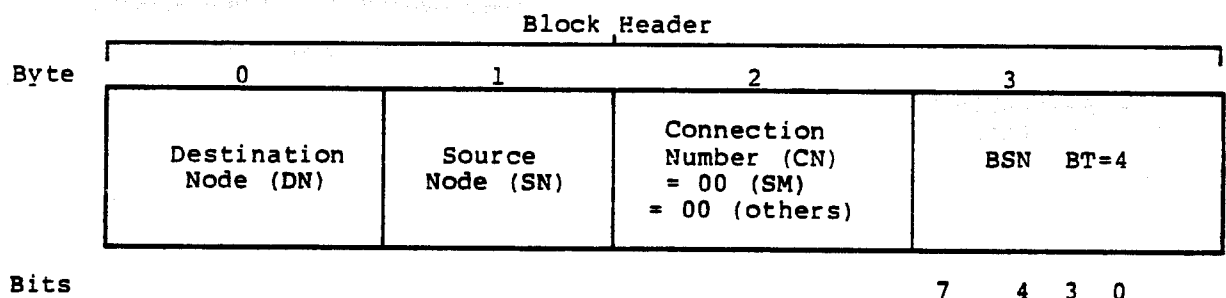 Block Header
Byte 0 1 2 3
Destination Node (DN)
Source Node (SN)
Connection Number (CN) = 00 (SM) = 00 (others)
BSN BT=4
Bits 7 4 3 0